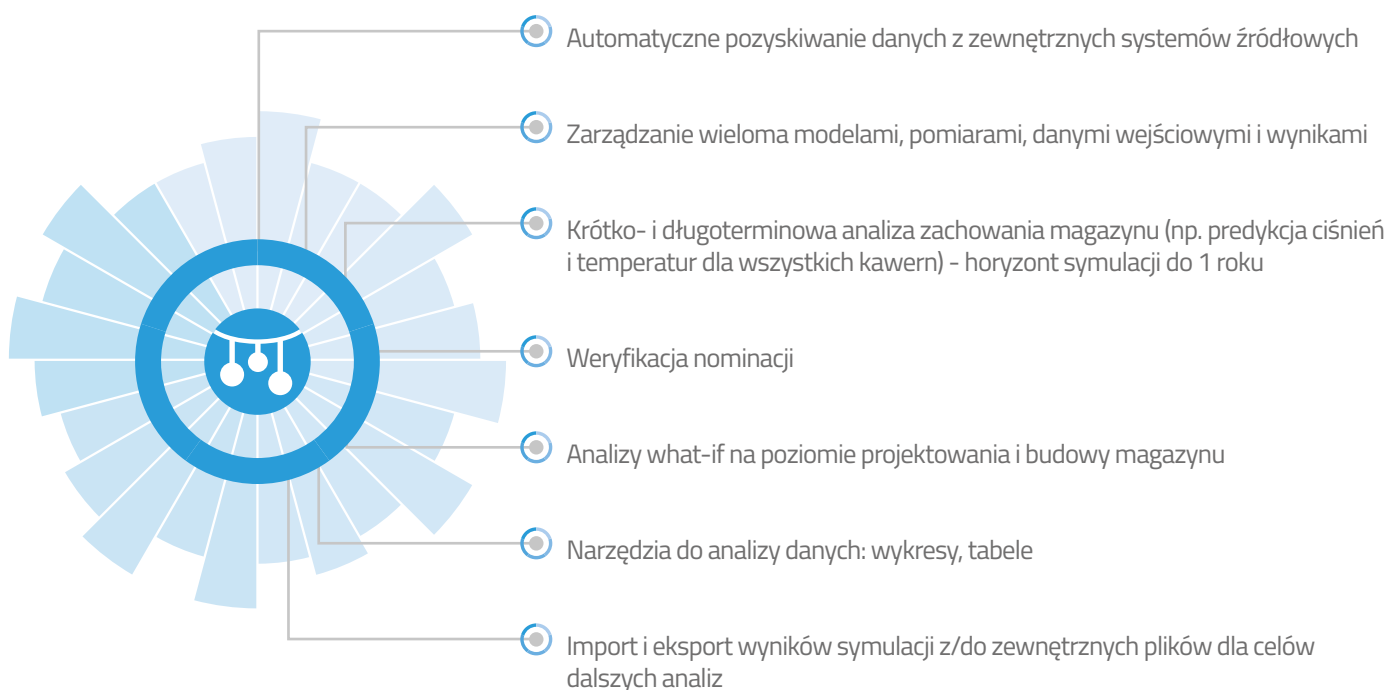 Automatyczne pozyskiwanie danych z zewnętrznych systemów źródłowych
Zarządzanie wieloma modelami, pomiarami, danymi wejściowymi i wynikami
Krótko- i długoterminowa analiza zachowania magazynu (np. predykcja ciśnień
i temperatur dla wszystkich kawern) - horyzont symulacji do 1 roku
Weryfikacja nominacji
Analizy what-if na poziomie projektowania i budowy magazynu
Narzędzia do analizy danych: wykresy, tabele
Import i eksport wyników symulacji z/do zewnętrznych plików dla celów
dalszych analiz